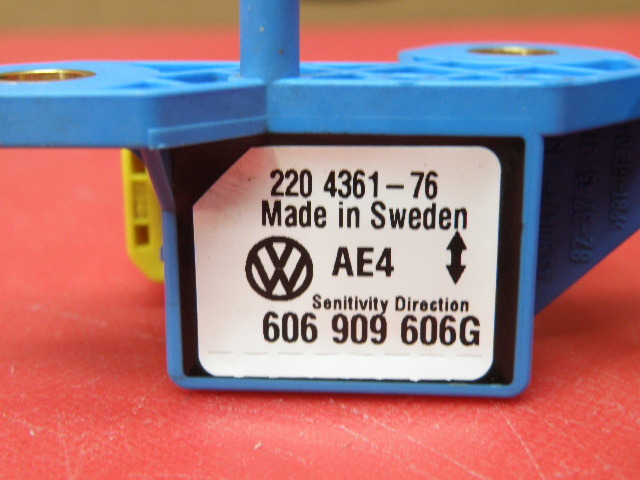 220 4361-76
Made in Sweden
AE4
Senitivity Direction
606 909 606G